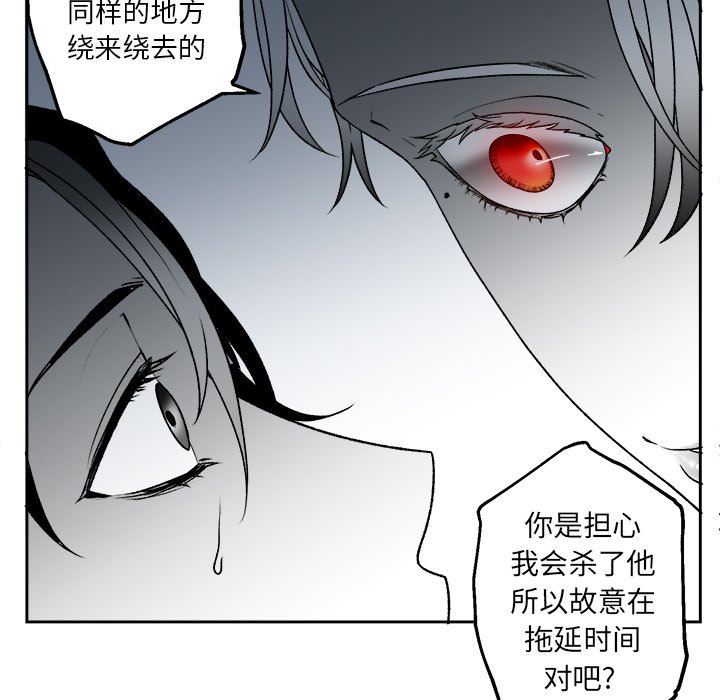 同样的地方
绕来绕去的
你是担心
我会杀了他
所以故意在
拖延时间
对吧?